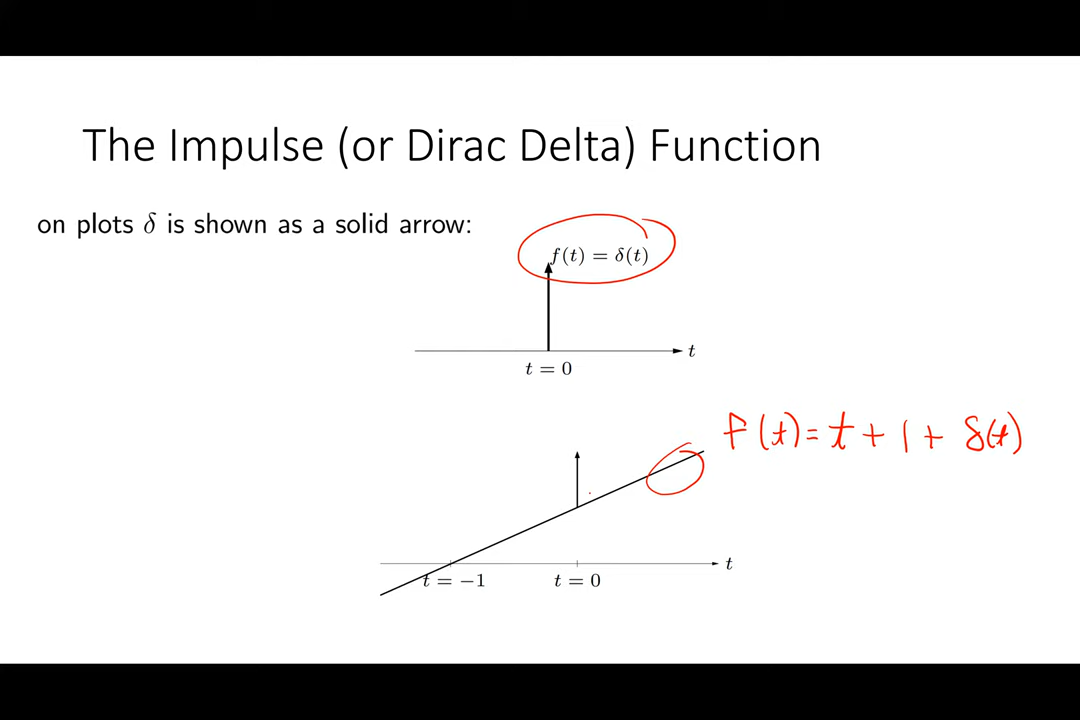 The Impulse (or Dirac Delta) Function
on plots δ is shown as a solid arrow:
f(t) = δ(t)
t
t = 0
f(t) = t + 1 + δ(t)
t
t = −1
t = 0